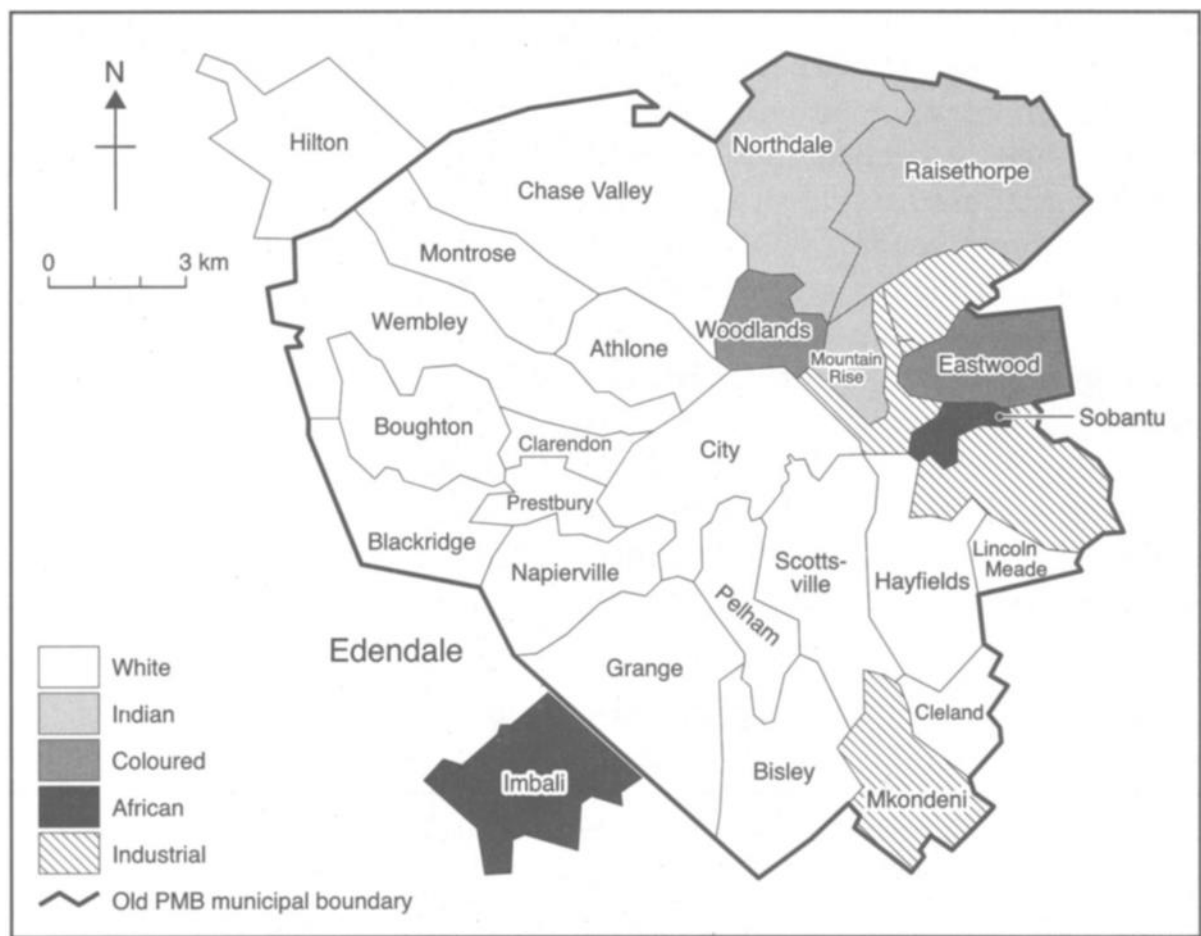 N
0 3 km
Hilton
Chase Valley
Northdale
Raisethorpe
Montrose
Wembley
Athlone
Woodlands
Mountain
Rise
Eastwood
Sobantu
Boughton
Clarendon
City
Prestbury
Blackridge
Napierville
Pelham
Scotts-
ville
Hayfields
Lincoln
Meade
Edendale
Grange
Cleland
Bisley
Mkondeni
Imbali
White
Indian
Coloured
African
Industrial
Old PMB municipal boundary